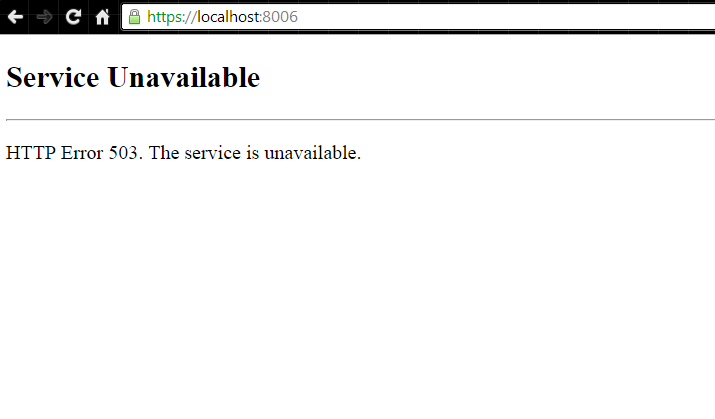 https://localhost:8006
Service Unavailable
HTTP Error 503. The service is unavailable.